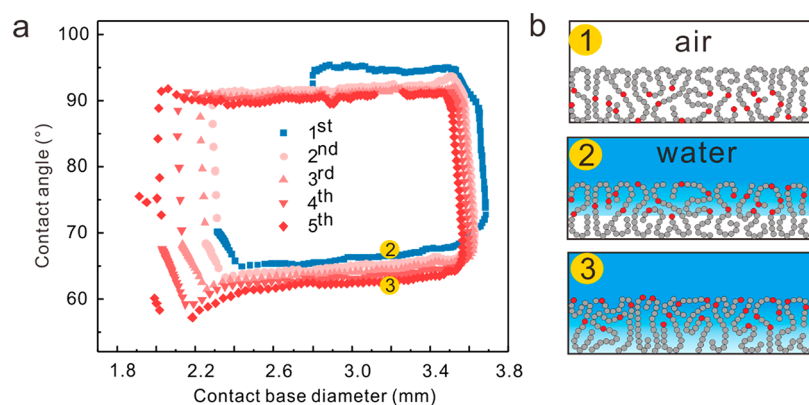 a
100
90
80
70
60
Contact angle (°)
1st
2nd
3rd
4th
5th
2
3
1.8 2.2 2.6 3.0 3.4 3.8
Contact base diameter (mm)
b
1
air
2
water
3